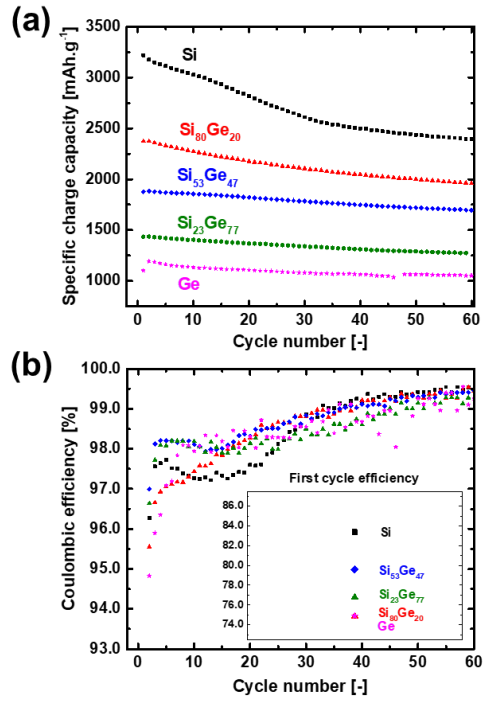 (a)
Specific charge capacity [mAh.g-1]
3500
3000
2500
2000
1500
1000
Si
Si80Ge20
Si53Ge47
Si23Ge77
Ge
0 10 20 30 40 50 60
Cycle number [-]
(b)
Coulombic efficiency [%]
100.0
99.0
98.0
97.0
96.0
95.0
94.0
93.0
First cycle efficiency
86.0
84.0
82.0
80.0
78.0
76.0
74.0
Si
Si53Ge47
Si23Ge77
Si80Ge20
Ge
0 10 20 30 40 50 60
Cycle number [-]